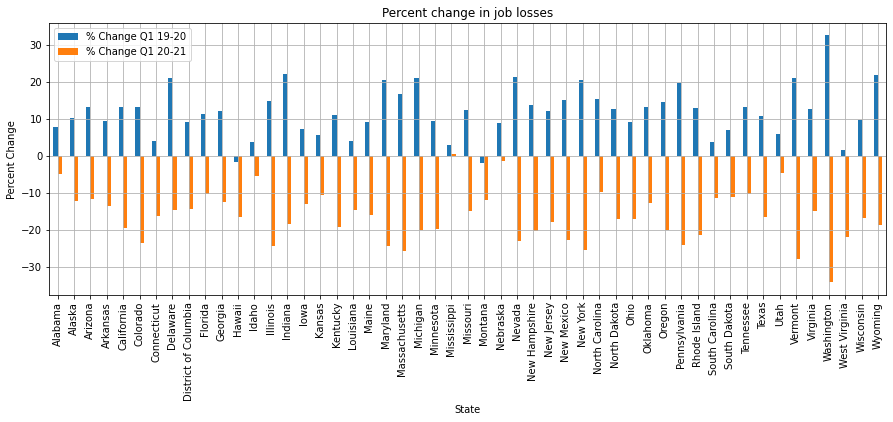 Percent change in job losses
% Change Q1 19-20
% Change Q1 20-21
Percent Change
30
20
10
0
−10
−20
−30
Alabama
Alaska
Arizona
Arkansas
California
Colorado
Connecticut
Delaware
District of Columbia
Florida
Georgia
Hawaii
Idaho
Illinois
Indiana
Iowa
Kansas
Kentucky
Louisiana
Maine
Maryland
Massachusetts
Michigan
Minnesota
Mississippi
Missouri
Montana
Nebraska
Nevada
New Hampshire
New Jersey
New Mexico
New York
North Carolina
North Dakota
Ohio
Oklahoma
Oregon
Pennsylvania
Rhode Island
South Carolina
South Dakota
Tennessee
Texas
Utah
Vermont
Virginia
Washington
West Virginia
Wisconsin
Wyoming
State